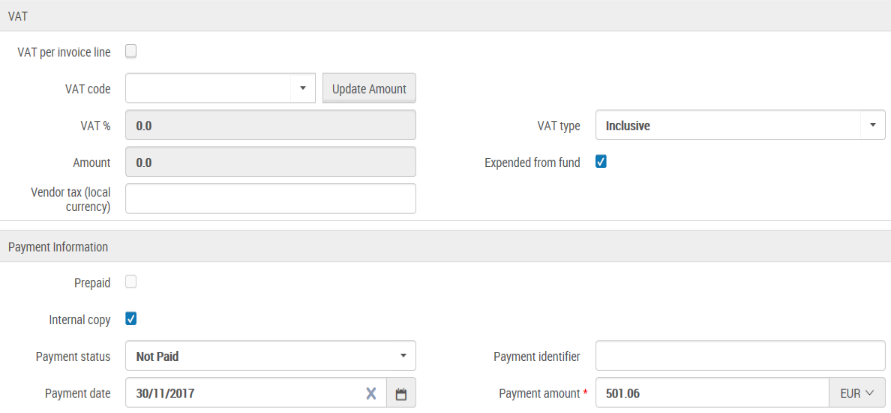 VAT
VAT per invoice line
VAT code Update Amount
VAT % 0.0 VAT type Inclusive
Amount 0.0 Expended from fund
Vendor tax (local
currency)
Payment Information
Prepaid
Internal copy
Payment status Not Paid Payment identifier
Payment date 30/11/2017 Payment amount * 501.06 EUR